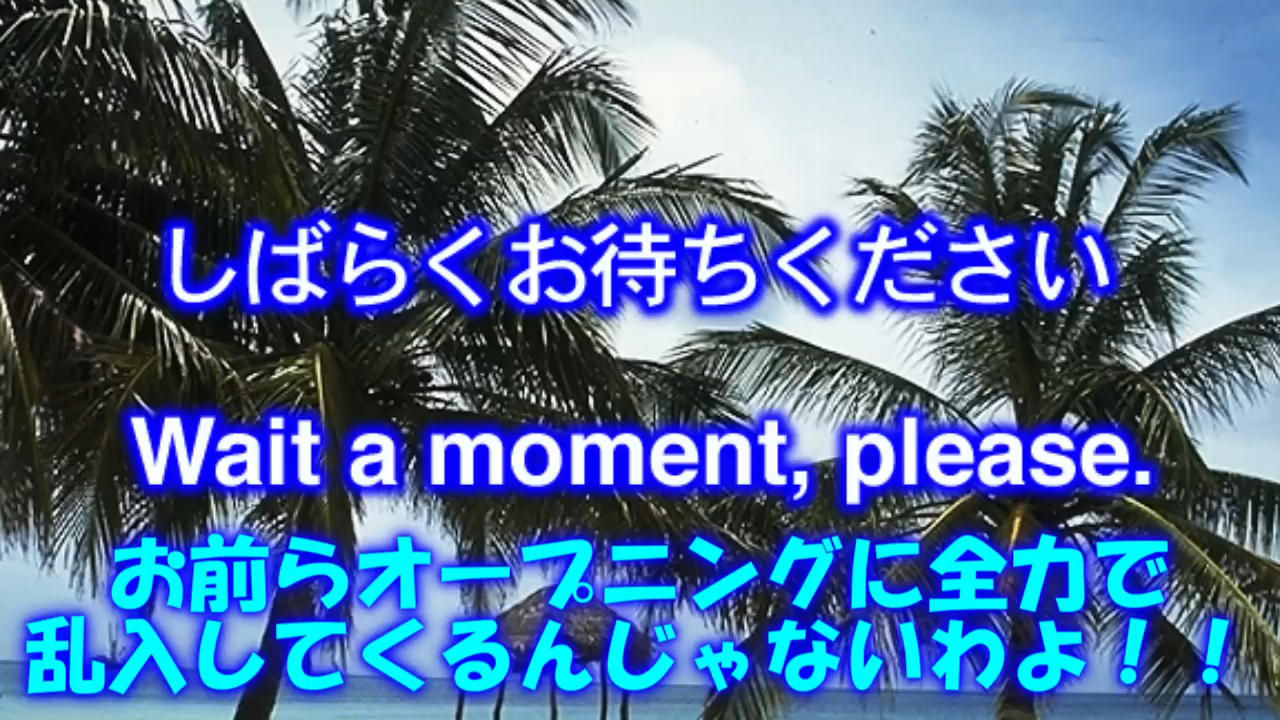 しばらくお待ちください
Wait a moment, please.
お前らオープニングに全力で
乱入してくるんじゃないわよ！！